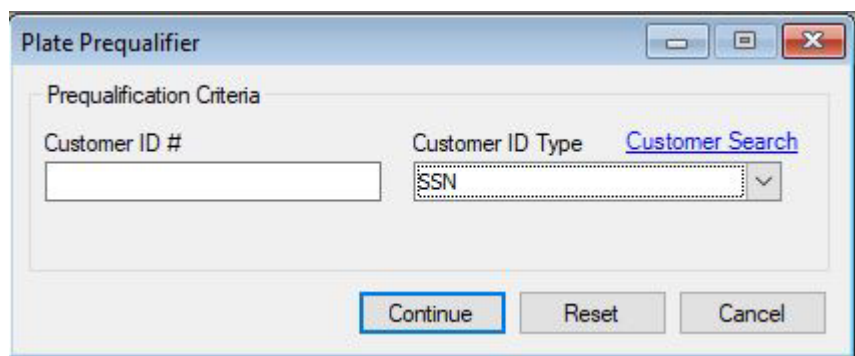 Plate Prequalifier
Prequalification Criteria
Customer ID # Customer ID Type Customer Search
SSN
Continue Reset Cancel